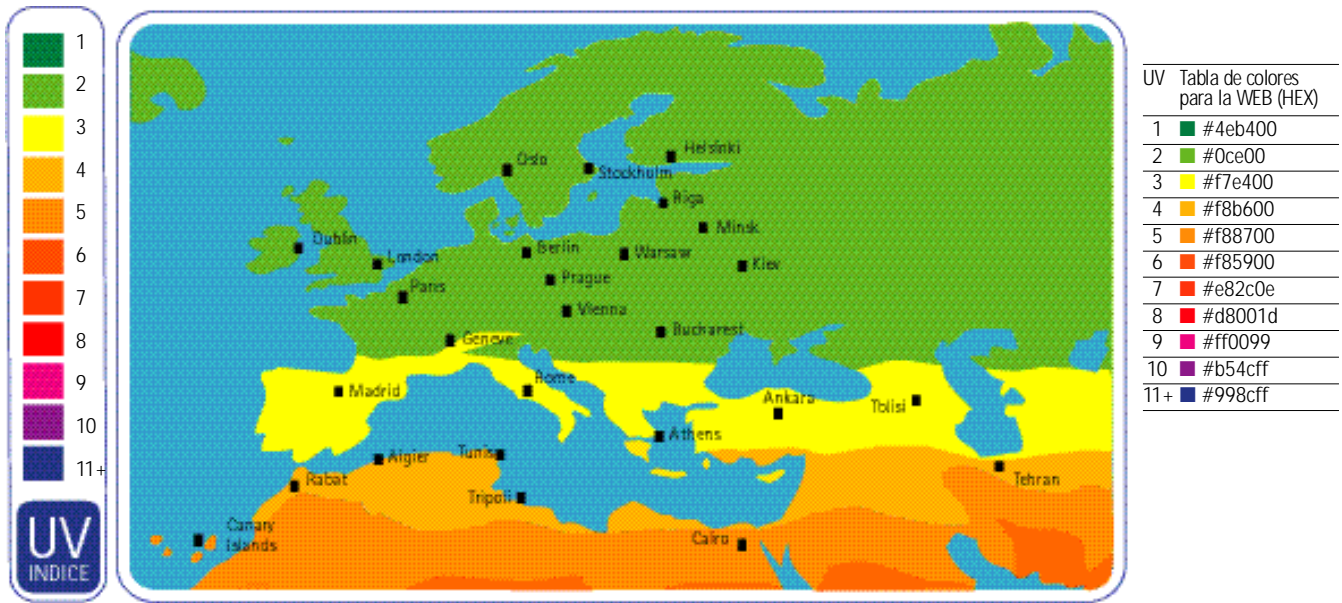 1
2
3
4
5
6
7
8
9
10
11+
UV
INDICE
Oslo
Helsinki
Stockholm
Riga
Minsk
Dublin
London
Berlin
Warsaw
Kiev
Paris
Prague
Vienna
Geneve
Bucharest
Madrid
Rome
Ankara
Tblisi
Athens
Algier
Tunis
Rabat
Tripoli
Tehran
Canary
islands
Cairo
UV Tabla de colores
para la WEB (HEX)
1 #4eb400
2 #0ce00
3 #f7e400
4 #f8b600
5 #f88700
6 #f85900
7 #e82c0e
8 #d8001d
9 #ff0099
10 #b54cff
11+ #998cff